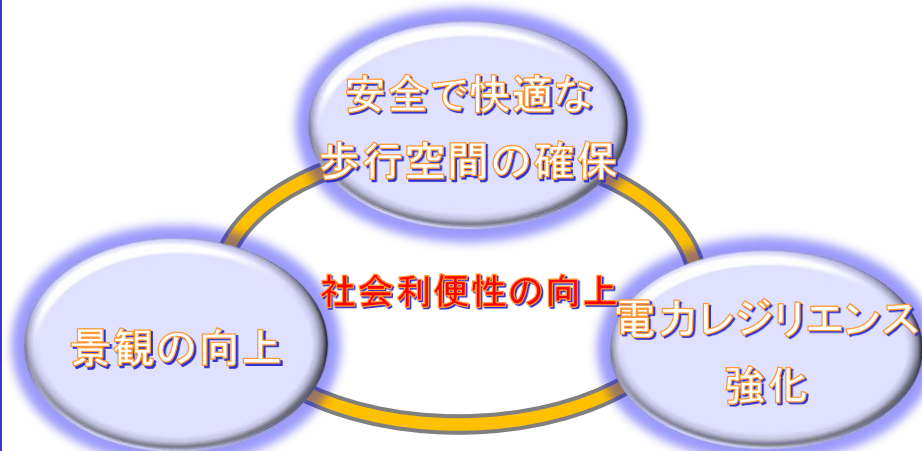 安全で快適な
歩行空間の確保
社会利便性の向上
景観の向上
電力レジリエンス
強化